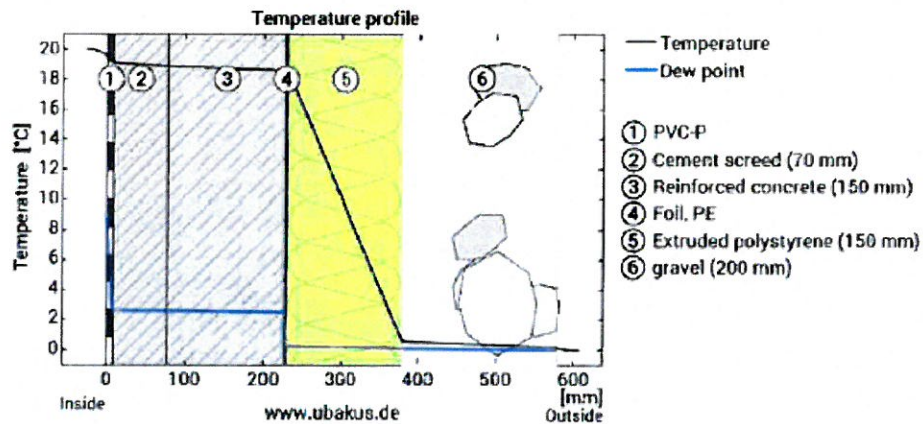 Temperature profile
20
18
16
14
12
10
8
6
4
2
0
Temperature [°C]
1 2 3 4 5 6
0 100 200 300 400 500 600
[mm]
Inside
www.ubakus.de
Outside
Temperature
Dew point
1 PVC-P
2 Cement screed (70 mm)
3 Reinforced concrete (150 mm)
4 Foil, PE
5 Extruded polystyrene (150 mm)
6 gravel (200 mm)